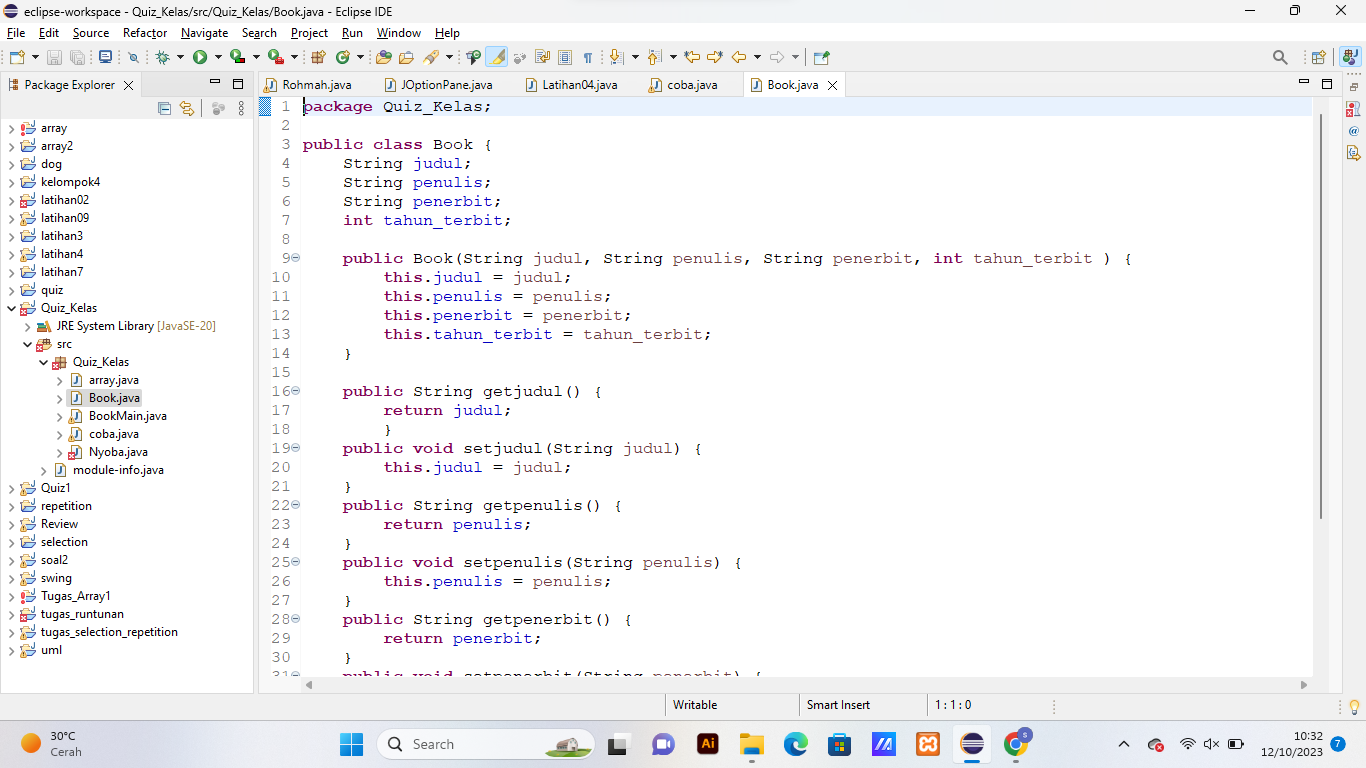 eclipse-workspace - Quiz_Kelas/src/Quiz_Kelas/Book.java - Eclipse IDE
File Edit Source Refactor Navigate Search Project Run Window Help
Package Explorer
array
array2
dog
kelompok4
latihan02
latihan09
latihan3
latihan4
latihan7
quiz
Quiz_Kelas
JRE System Library [JavaSE-20]
src
Quiz_Kelas
array.java
Book.java
BookMain.java
coba.java
Nyoba.java
module-info.java
Quiz1
repetition
Review
selection
soal2
swing
Tugas_Array1
tugas_runtunan
tugas_selection_repetition
uml
Rohmah.java JOptionPane.java Latihan04.java coba.java Book.java
1 package Quiz_Kelas;
2
3 public class Book {
4 String judul;
5 String penulis;
6 String penerbit;
7 int tahun_terbit;
8
9 public Book(String judul, String penulis, String penerbit, int tahun_terbit ) {
10 this.judul = judul;
11 this.penulis = penulis;
12 this.penerbit = penerbit;
13 this.tahun_terbit = tahun_terbit;
14 }
15
16 public String getjudul() {
17 return judul;
18 }
19 public void setjudul(String judul) {
20 this.judul = judul;
21 }
22 public String getpenulis() {
23 return penulis;
24 }
25 public void setpenulis(String penulis) {
26 this.penulis = penulis;
27 }
28 public String getpenerbit() {
29 return penerbit;
30 }
31 public void setpenerbit(String penerbit) {
Writable Smart Insert 1 : 1 : 0
30°C
Cerah
Search
Ai
S
10:32
12/10/2023
7